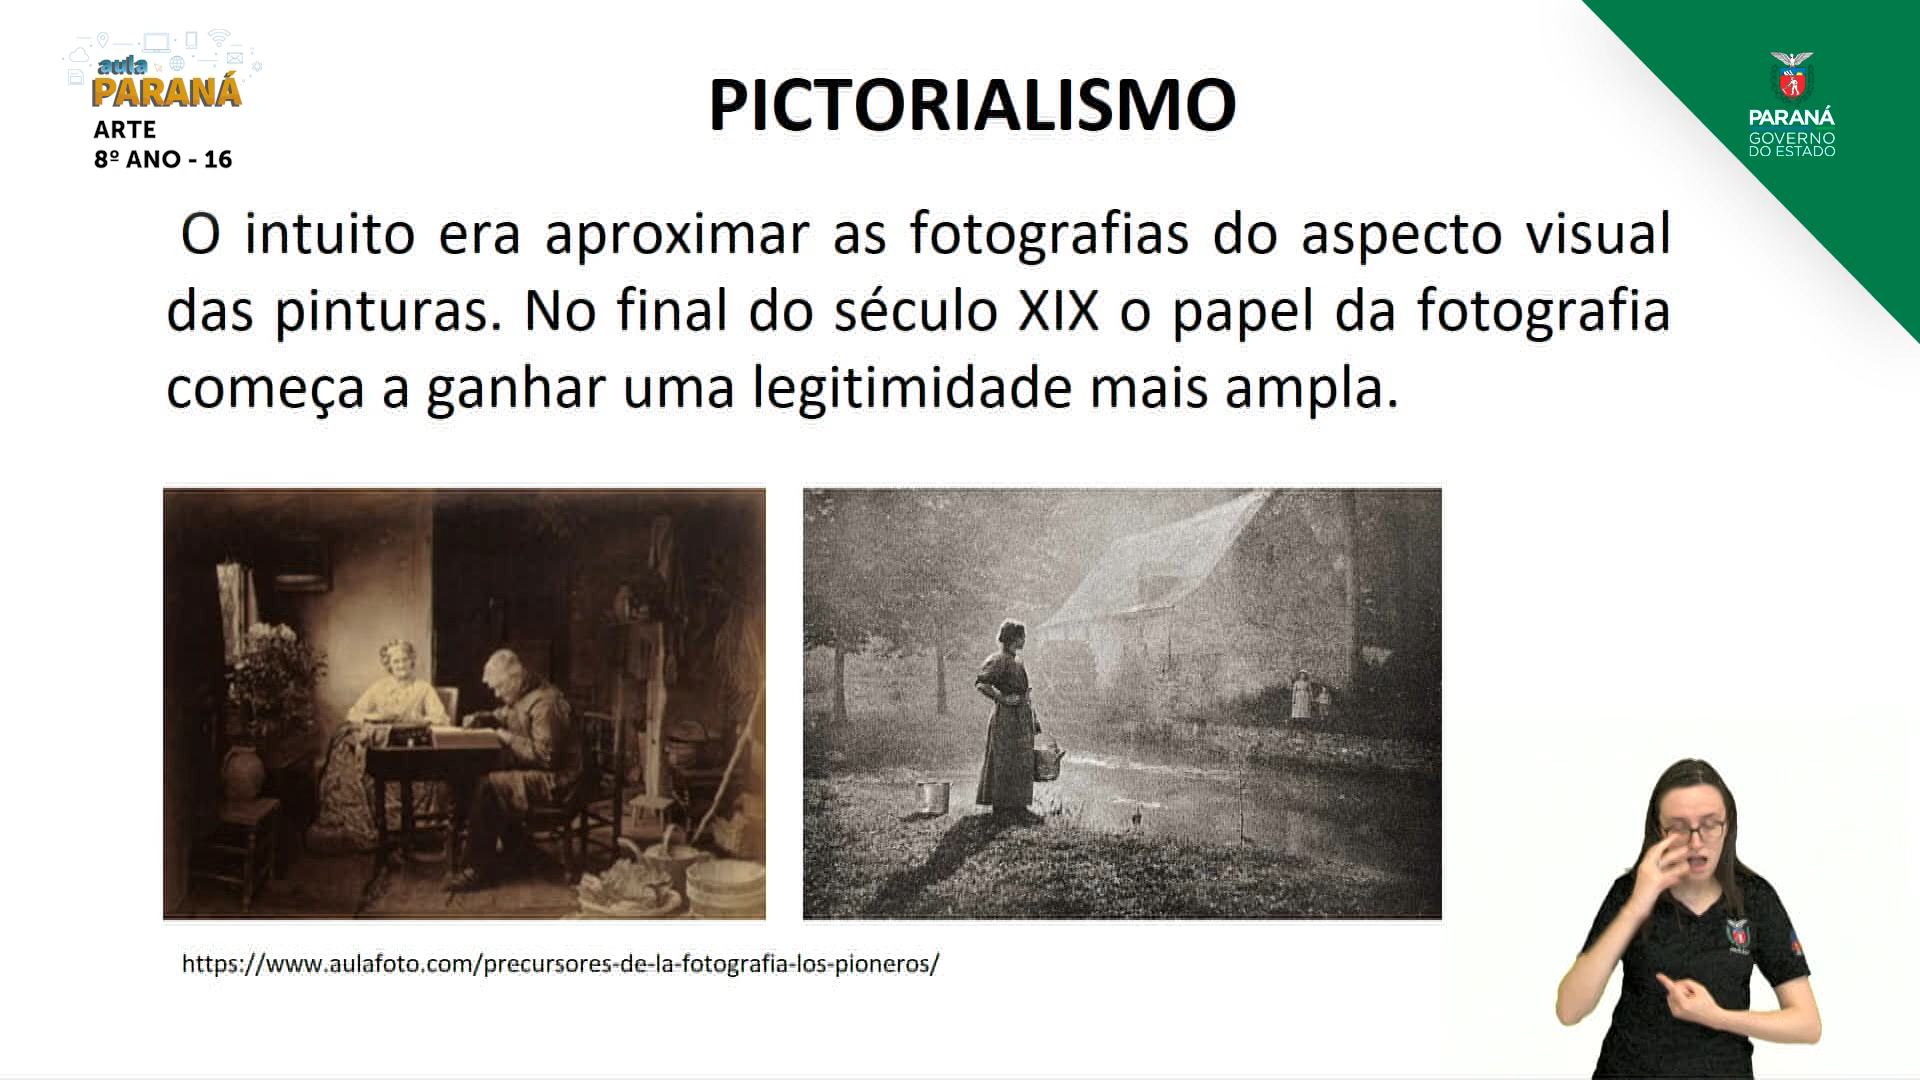 aula
PARANÁ
ARTE
8º ANO - 16
PICTORIALISMO
PARANÁ
GOVERNO
DO ESTADO
O intuito era aproximar as fotografias do aspecto visual
das pinturas. No final do século XIX o papel da fotografia
começa a ganhar uma legitimidade mais ampla.
https://www.aulafoto.com/precursores-de-la-fotografia-los-pioneros/